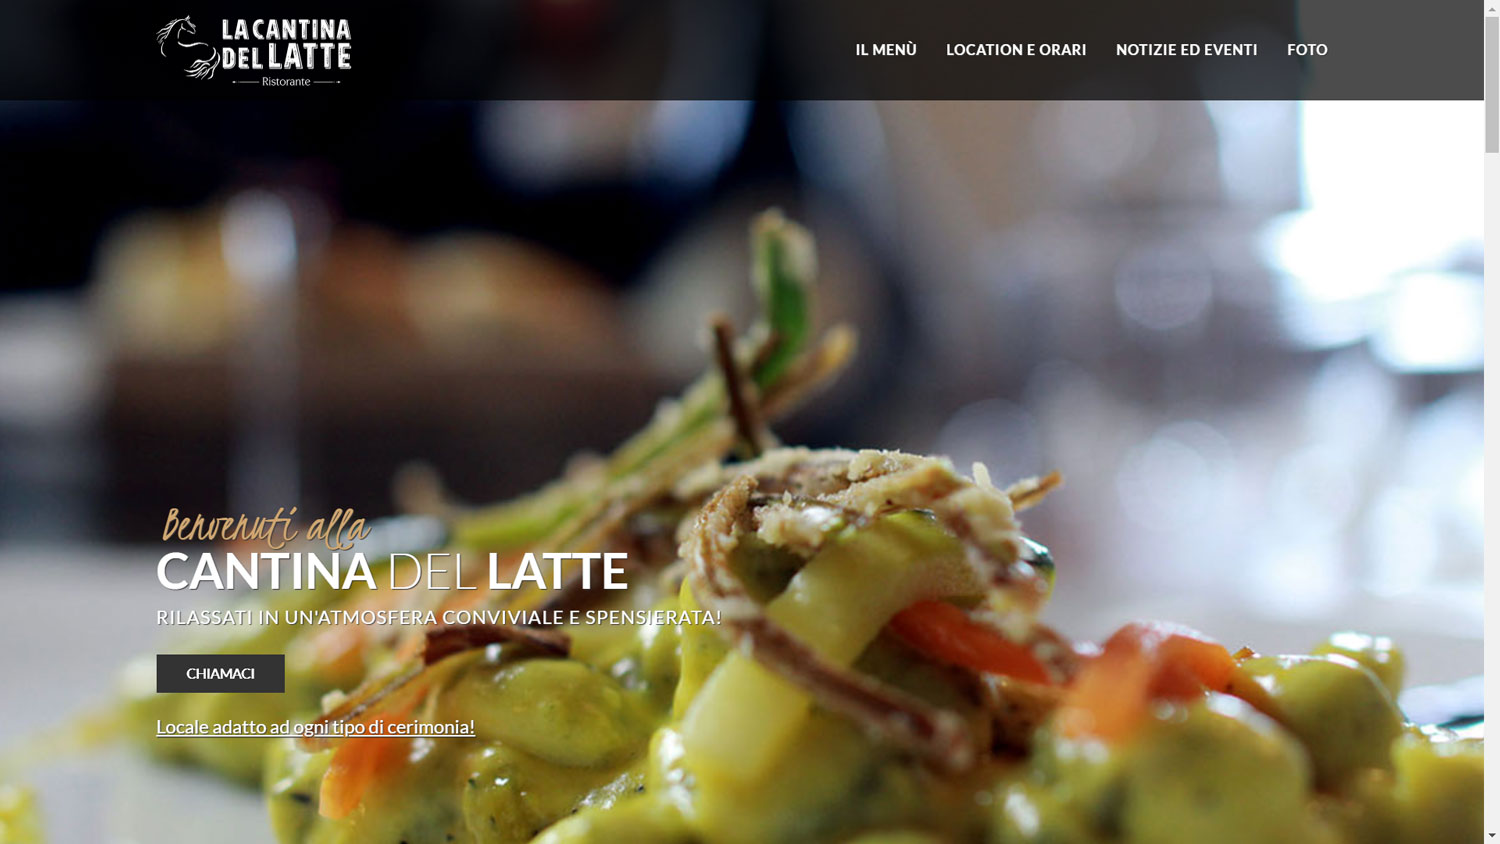 LA CANTINA
DEL LATTE
Ristorante
IL MENÙ
LOCATION E ORARI
NOTIZIE ED EVENTI
FOTO
Benvenuti alla
CANTINA DEL LATTE
RILASSATI IN UN'ATMOSFERA CONVIVIALE E SPENSIERATA!
CHIAMACI
Locale adatto ad ogni tipo di cerimonia!